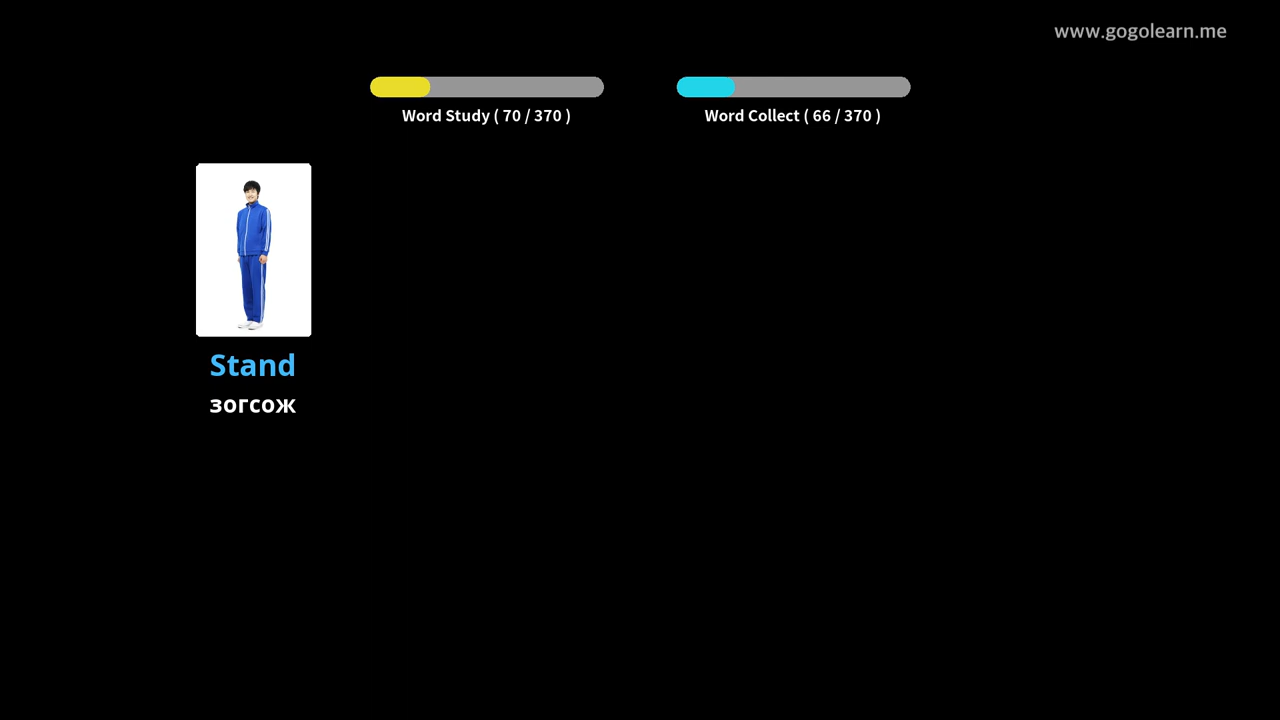 www.gogolearn.me
Word Study ( 70 / 370 )
Word Collect ( 66 / 370 )
Stand
зогсож